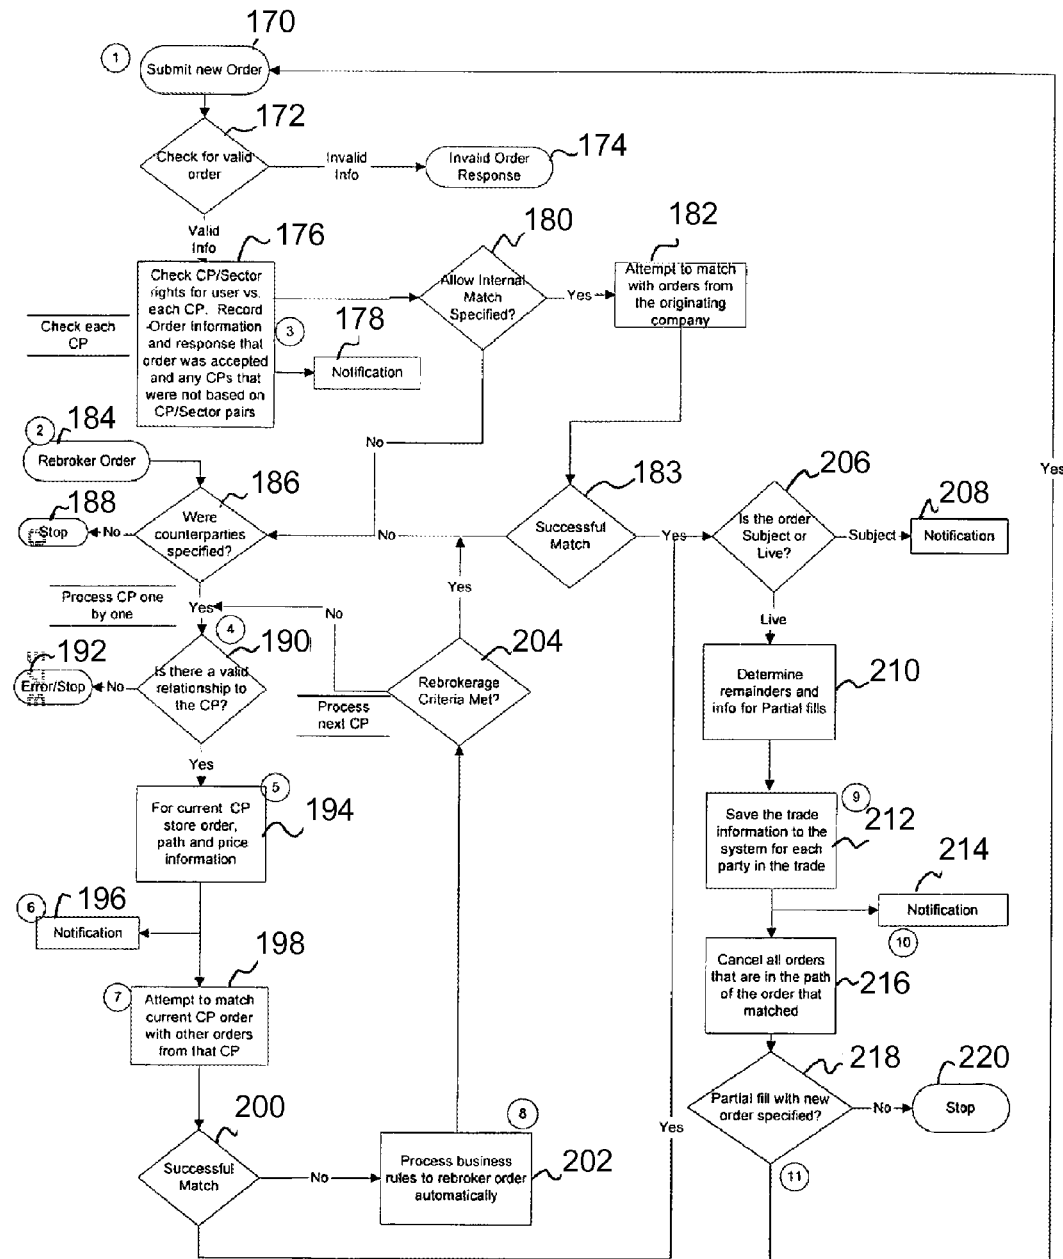 170
1
Submit new Order
172
Check for valid
order
Invalid
Info
Invalid Order
Response
174
Valid
Info
176
180
182
Check CP/Sector
rights for user vs.
each CP. Record
Order Information
and response that
order was accepted
and any CPs that
were not based on
CP/Sector pairs
3
Check each
CP
Allow Internal
Match
Specified?
Yes
Attempt to match
with orders from
the originating
company
178
Notification
No
2
184
Rebroker Order
186
183
206
208
188
Stop
No
Were
counterparties
specified?
No
Successful
Match
Yes
Is the order
Subject or
Live?
Subject
Notification
Yes
Process CP one
by one
Yes
No
Yes
Live
4
192
190
204
210
Error/Stop
No
Is there a valid
relationship to
the CP?
Rebrokerage
Criteria Met?
Process
next CP
Determine
remainders and
info for Partial fills
Yes
5
For current CP
store order,
path and price
information
194
9
Save the trade
information to the
system for each
party in the trade
212
6
196
Notification
214
Notification
10
198
7
Attempt to match
current CP order
with other orders
from that CP
Cancel all orders
that are in the path
of the order that
matched
216
200
218
220
Partial fill with new
order specified?
No
Stop
Yes
8
Successful
Match
No
Process business
rules to rebroker order
automatically
202
11